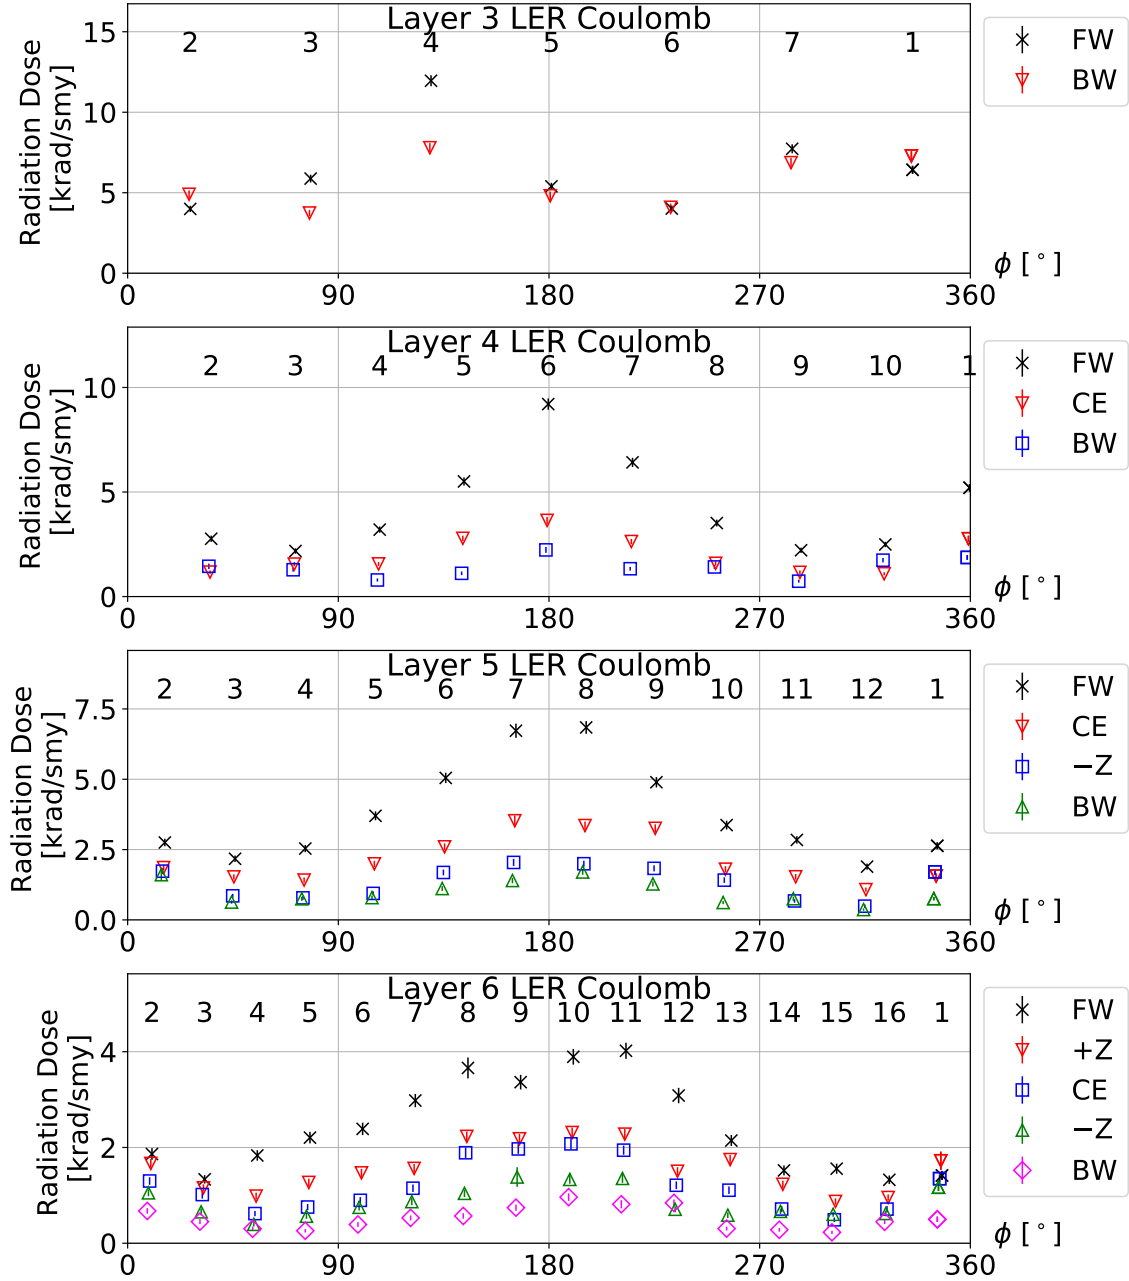 Layer 3 LER Coulomb
2 3 4 5 6 7 1
15
10
5
0
0 90 180 270 360
Radiation Dose
[krad/smy]
ϕ [°]
FW
BW
Layer 4 LER Coulomb
2 3 4 5 6 7 8 9 10 1
10
5
0
0 90 180 270 360
Radiation Dose
[krad/smy]
ϕ [°]
FW
CE
BW
Layer 5 LER Coulomb
2 3 4 5 6 7 8 9 10 11 12 1
7.5
5.0
2.5
0.0
0 90 180 270 360
Radiation Dose
[krad/smy]
ϕ [°]
FW
CE
−Z
BW
Layer 6 LER Coulomb
2 3 4 5 6 7 8 9 10 11 12 13 14 15 16 1
4
2
0
0 90 180 270 360
Radiation Dose
[krad/smy]
ϕ [°]
FW
+Z
CE
−Z
BW